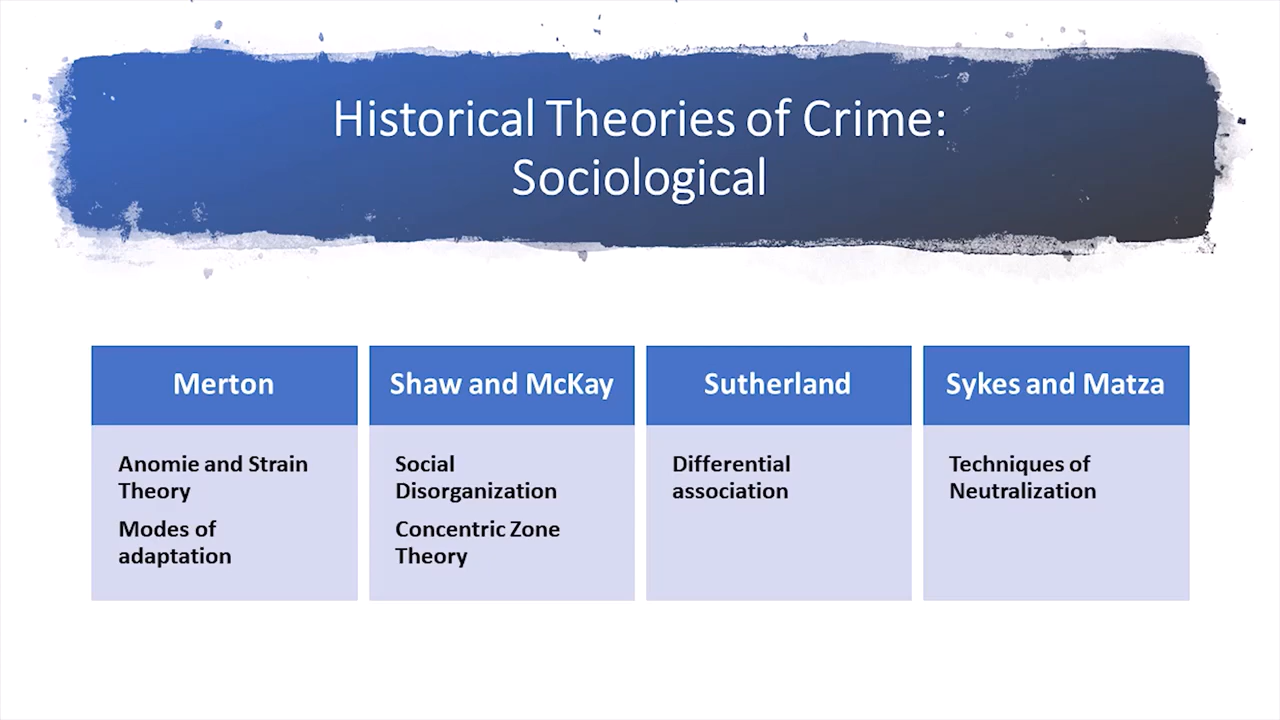 Historical Theories of Crime:
Sociological
Merton
Anomie and Strain
Theory
Modes of
adaptation
Shaw and McKay
Social
Disorganization
Concentric Zone
Theory
Sutherland
Differential
association
Sykes and Matza
Techniques of
Neutralization